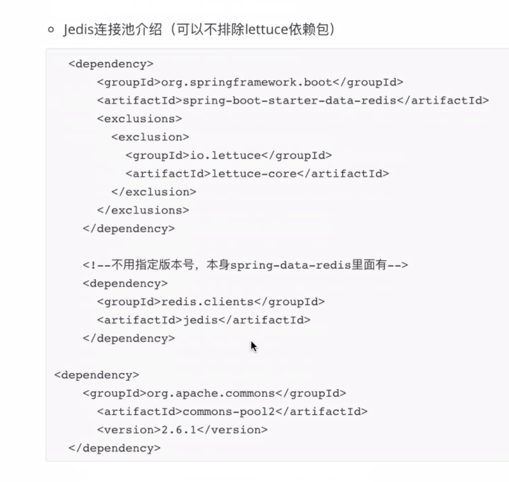 Jedis连接池介绍（可以不排除lettuce依赖包）
<dependency>
<groupId>org.springframework.boot</groupId>
<artifactId>spring-boot-starter-data-redis</artifactId>
<exclusions>
<exclusion>
<groupId>io.lettuce</groupId>
<artifactId>lettuce-core</artifactId>
</exclusion>
</exclusions>
</dependency>
<!--不用指定版本号，本身spring-data-redis里面有-->
<dependency>
<groupId>redis.clients</groupId>
<artifactId>jedis</artifactId>
</dependency>
<dependency>
<groupId>org.apache.commons</groupId>
<artifactId>commons-pool2</artifactId>
<version>2.6.1</version>
</dependency>